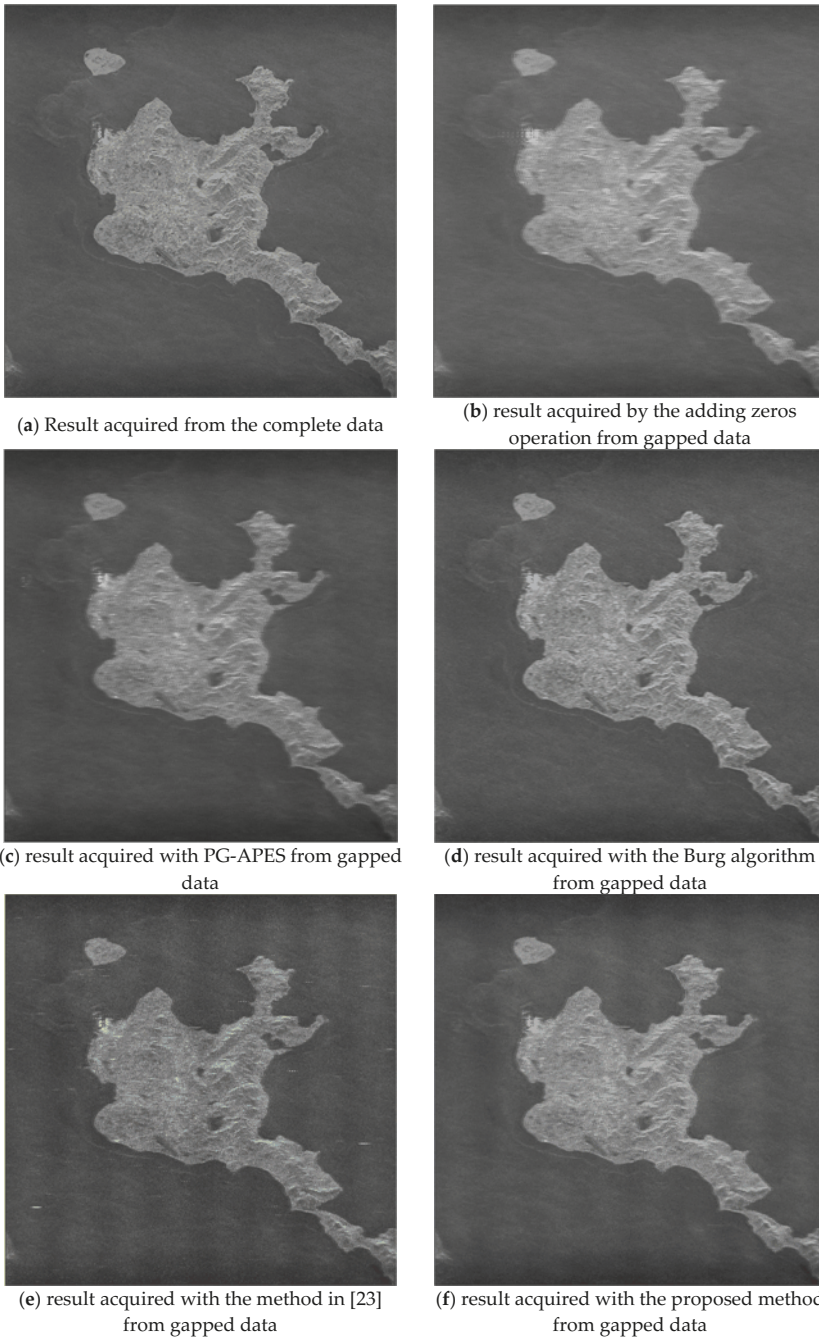 (a) Result acquired from the complete data
(b) result acquired by the adding zeros
operation from gapped data
(c) result acquired with PG-APES from gapped
data
(d) result acquired with the Burg algorithm
from gapped data
(e) result acquired with the method in [23]
from gapped data
(f) result acquired with the proposed method
from gapped data